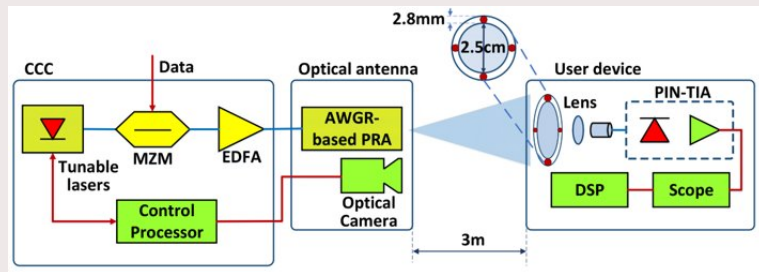 2.8mm
2.5cm
CCC
Data
Optical antenna
User device
Tunable
lasers
MZM
EDFA
AWGR-
based PRA
Lens
PIN-TIA
Control
Processor
Optical
Camera
DSP
Scope
3m